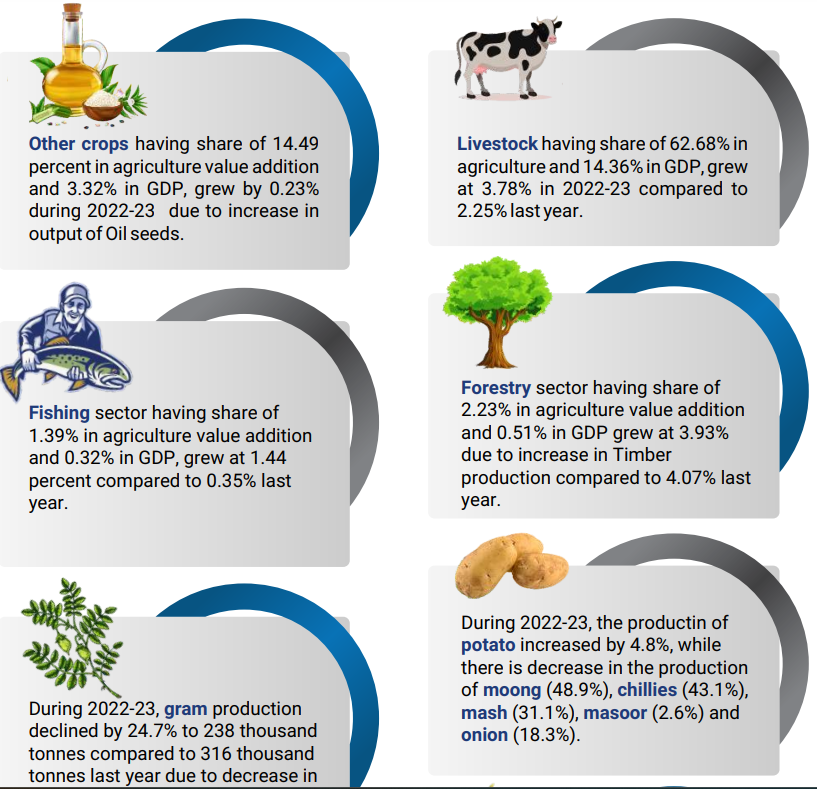 Other crops having share of 14.49
percent in agriculture value addition
and 3.32% in GDP, grew by 0.23%
during 2022-23 due to increase in
output of Oil seeds.
Livestock having share of 62.68% in
agriculture and 14.36% in GDP, grew
at 3.78% in 2022-23 compared to
2.25% last year.
Fishing sector having share of
1.39% in agriculture value addition
and 0.32% in GDP, grew at 1.44
percent compared to 0.35% last
year.
Forestry sector having share of
2.23% in agriculture value addition
and 0.51% in GDP grew at 3.93%
due to increase in Timber
production compared to 4.07% last
year.
During 2022-23, gram production
declined by 24.7% to 238 thousand
tonnes compared to 316 thousand
tonnes last year due to decrease in
During 2022-23, the productin of
potato increased by 4.8%, while
there is decrease in the production
of moong (48.9%), chillies (43.1%),
mash (31.1%), masoor (2.6%) and
onion (18.3%).